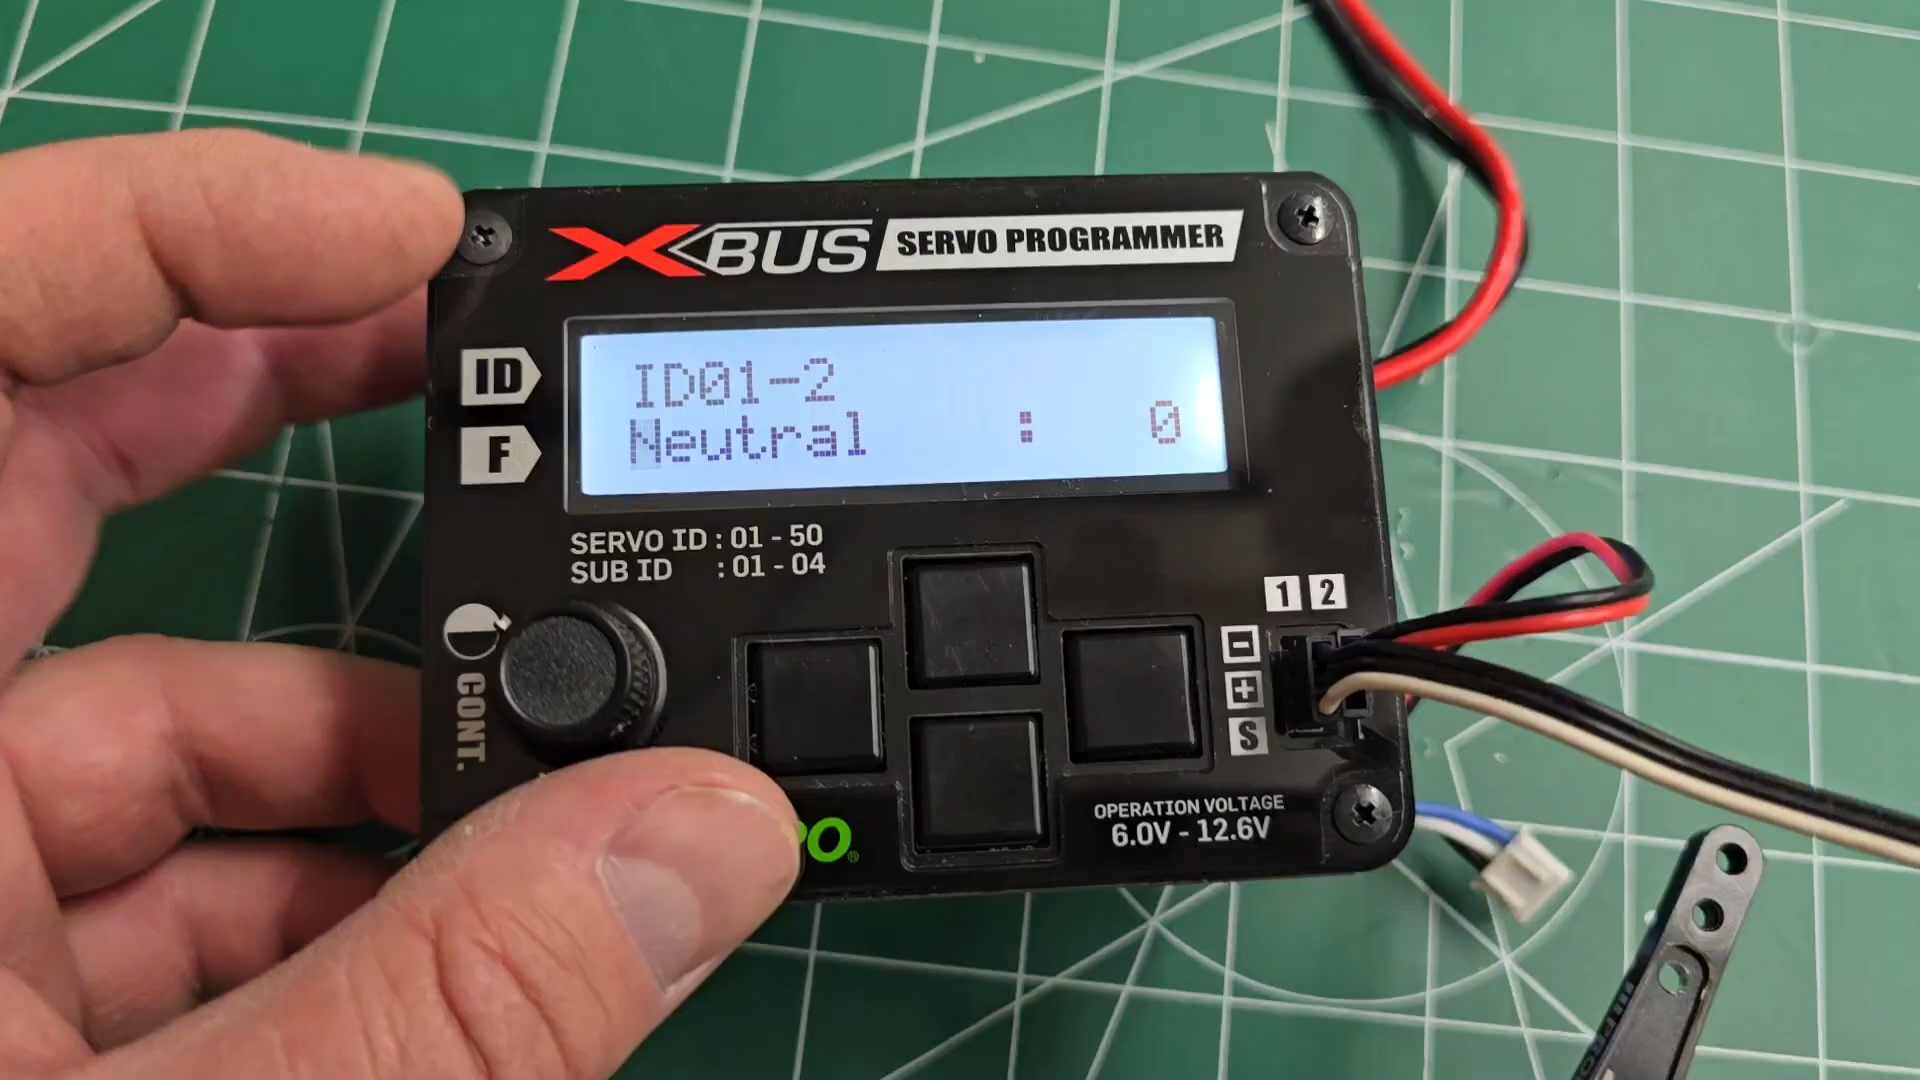 XBUS SERVO PROGRAMMER
ID
F
ID01-2
Neutral : 0
SERVO ID : 01 - 50
SUB ID : 01 - 04
CONT.
1 2
-
+
S
OPERATION VOLTAGE
6.0V - 12.6V